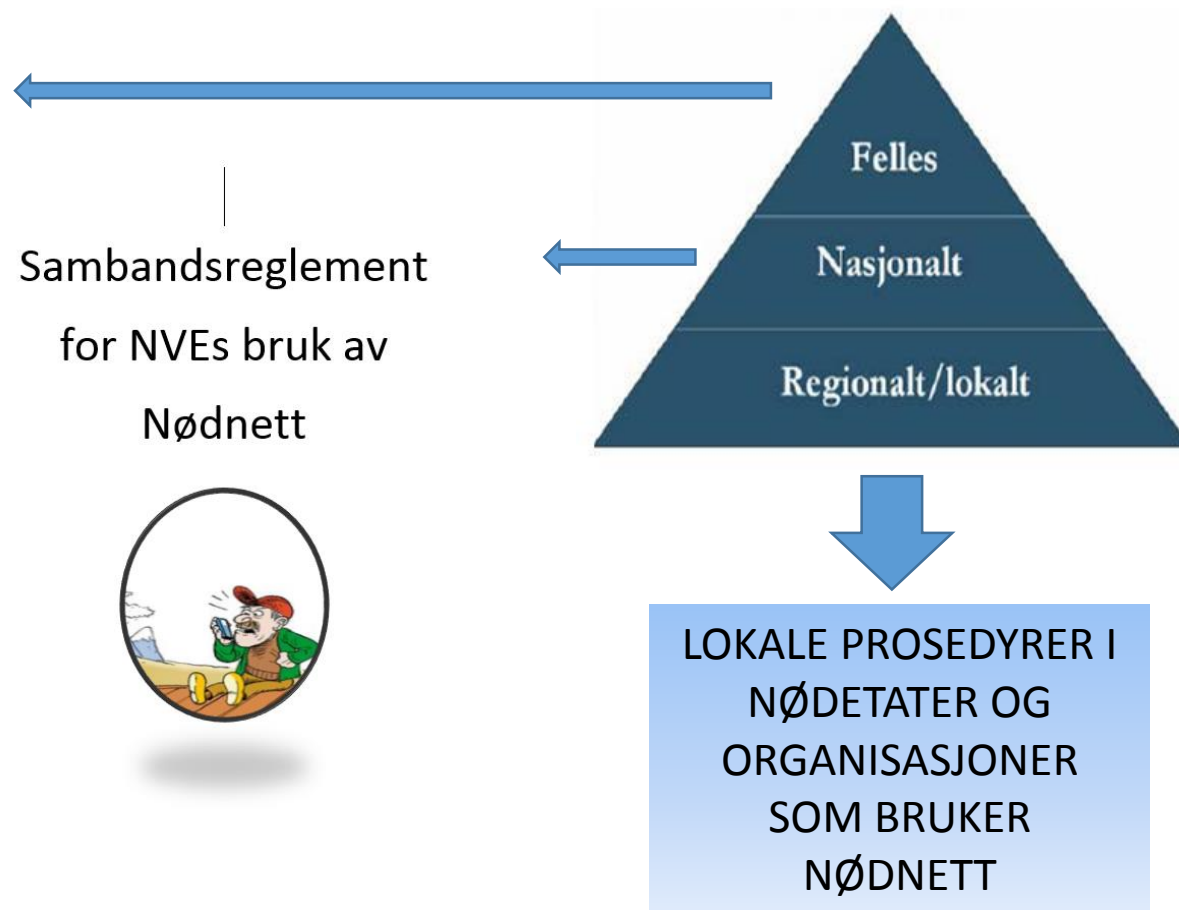 Felles
Nasjonalt
Regionalt/lokalt
Sambandsreglement
for NVEs bruk av
Nødnett
LOKALE PROSEDYRER I
NØDETATER OG
ORGANISASJONER
SOM BRUKER
NØDNETT